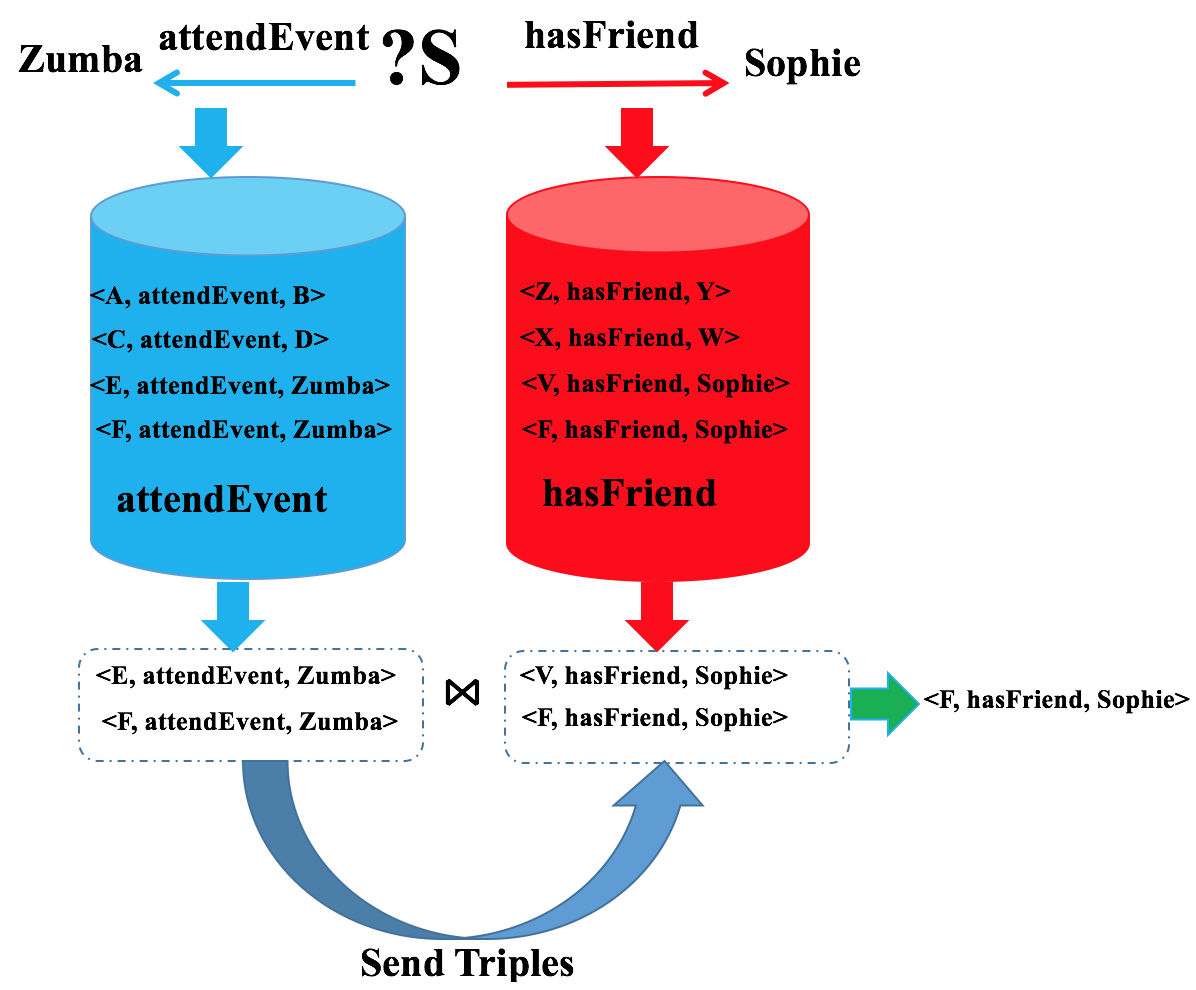 Zumba
attendEvent
?S
hasFriend
Sophie
<A, attendEvent, B>
<C, attendEvent, D>
<E, attendEvent, Zumba>
<F, attendEvent, Zumba>
attendEvent
<Z, hasFriend, Y>
<X, hasFriend, W>
<V, hasFriend, Sophie>
<F, hasFriend, Sophie>
hasFriend
<E, attendEvent, Zumba>
<F, attendEvent, Zumba>
⋈
<V, hasFriend, Sophie>
<F, hasFriend, Sophie>
<F, hasFriend, Sophie>
Send Triples